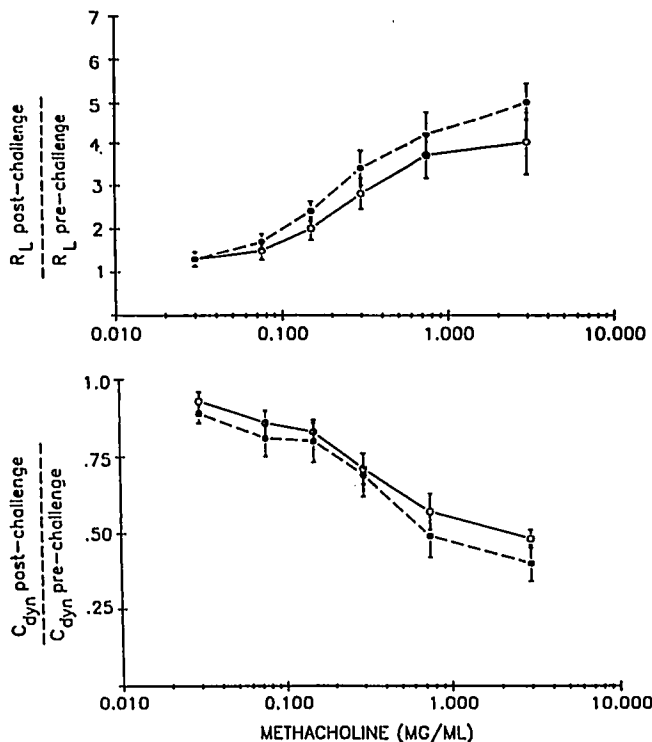 7
6
5
4
3
2
1
R_L post-challenge
R_L pre-challenge
0.010 0.100 1.000 10.000
1.0
.75
.50
.25
C_dyn post-challenge
C_dyn pre-challenge
0.010 0.100 1.000 10.000
METHACHOLINE (MG/ML)